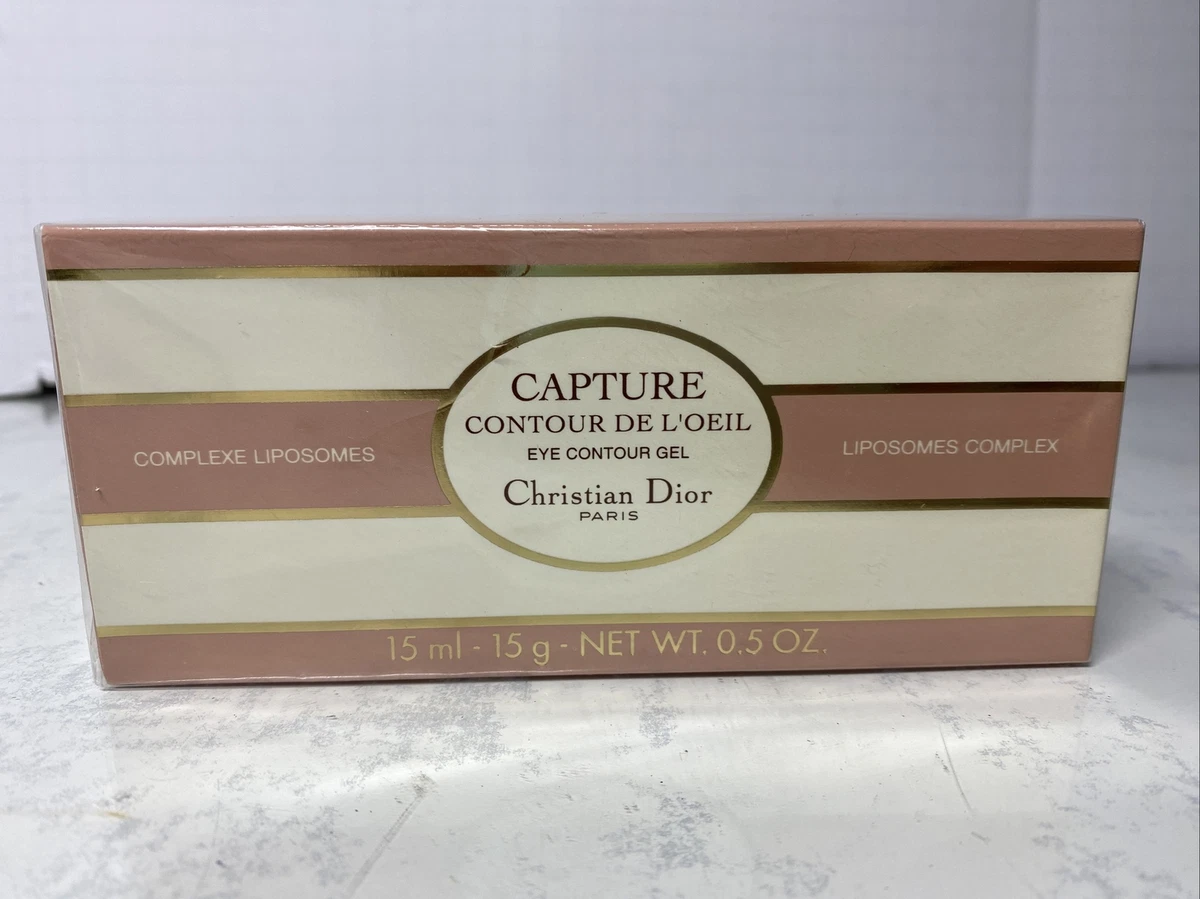 CAPTURE
CONTOUR DE L'OEIL
EYE CONTOUR GEL
Christian Dior
PARIS
COMPLEXE LIPOSOMES
LIPOSOMES COMPLEX
15 ml - 15 g - NET WT. 0.5 OZ.